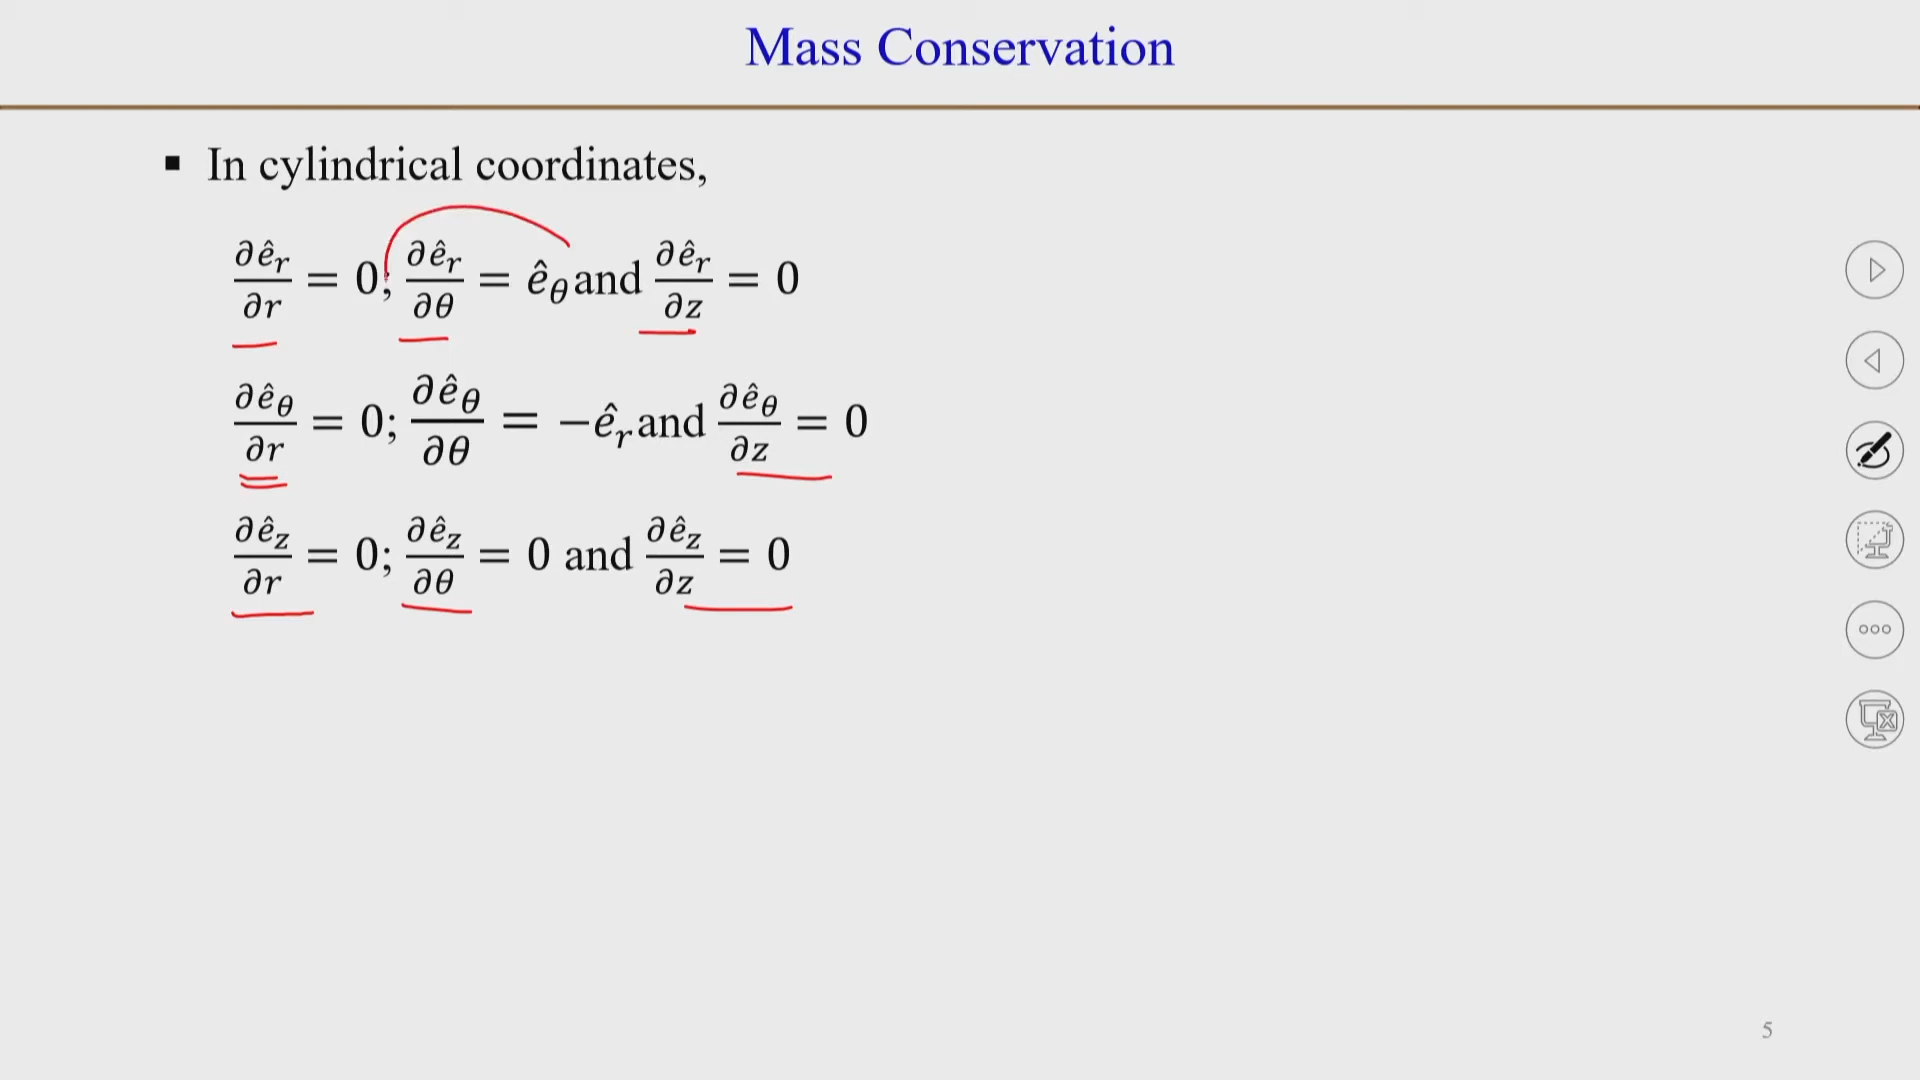 Mass Conservation
▪ In cylindrical coordinates,
∂ê_r/∂r = 0; ∂ê_r/∂θ = ê_θ and ∂ê_r/∂z = 0
∂ê_θ/∂r = 0; ∂ê_θ/∂θ = −ê_r and ∂ê_θ/∂z = 0
∂ê_z/∂r = 0; ∂ê_z/∂θ = 0 and ∂ê_z/∂z = 0
5